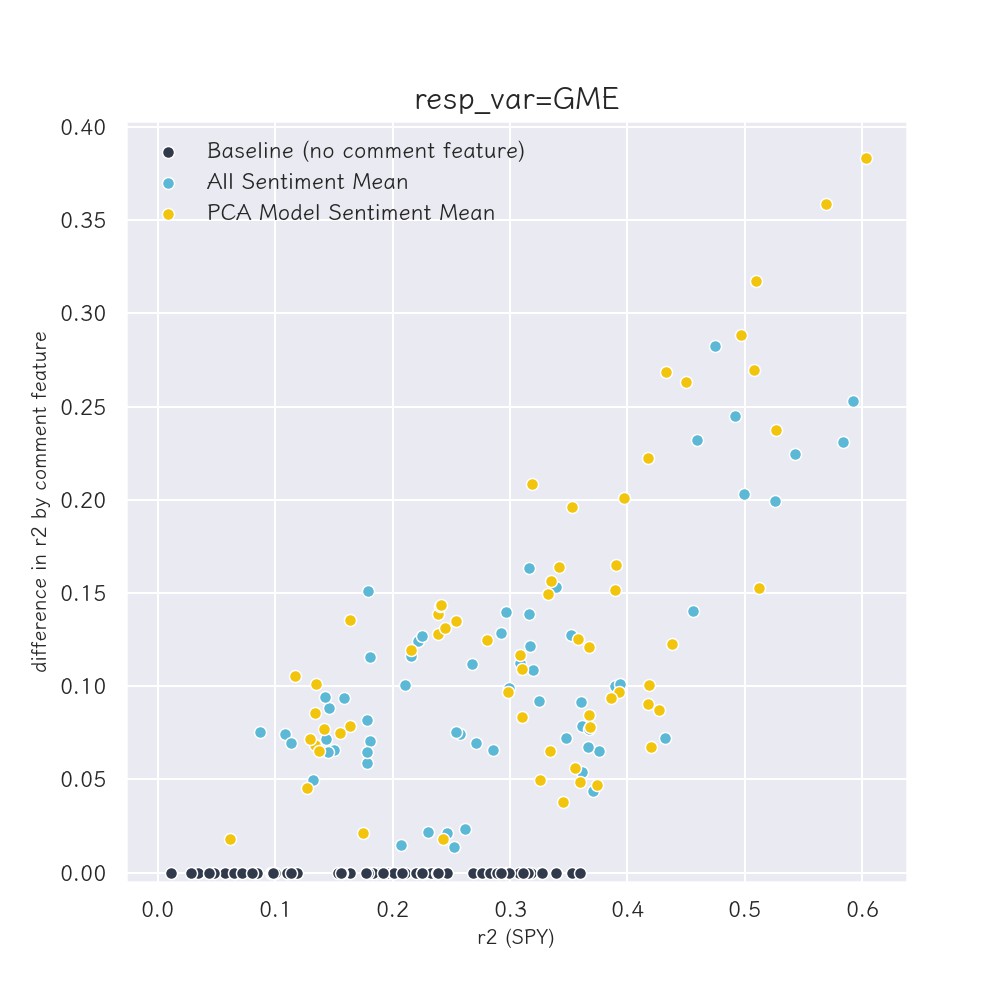 resp_var=GME
Baseline (no comment feature)
All Sentiment Mean
PCA Model Sentiment Mean
difference in r2 by comment feature
0.40
0.35
0.30
0.25
0.20
0.15
0.10
0.05
0.00
0.0 0.1 0.2 0.3 0.4 0.5 0.6
r2 (SPY)